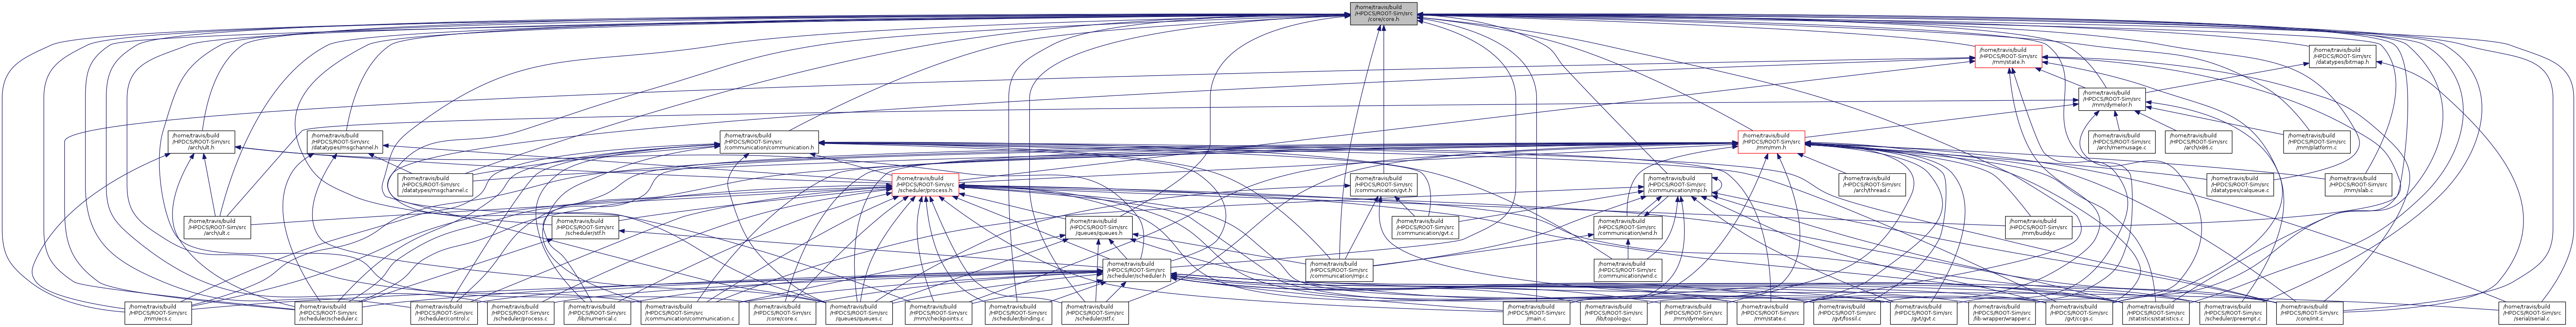 /home/travis/build
/HPDCS/ROOT-Sim/src
/core/core.h
/home/travis/build
/HPDCS/ROOT-Sim/src
/mm/state.h
/home/travis/build
/HPDCS/ROOT-Sim/src
/datatypes/bitmap.h
/home/travis/build
/HPDCS/ROOT-Sim/src
/mm/dymelor.h
/home/travis/build
/HPDCS/ROOT-Sim/src
/arch/ult.h
/home/travis/build
/HPDCS/ROOT-Sim/src
/datatypes/msgchannel.h
/home/travis/build
/HPDCS/ROOT-Sim/src
/communication/communication.h
/home/travis/build
/HPDCS/ROOT-Sim/src
/mm/mm.h
/home/travis/build
/HPDCS/ROOT-Sim/src
/arch/memusage.c
/home/travis/build
/HPDCS/ROOT-Sim/src
/arch/x86.c
/home/travis/build
/HPDCS/ROOT-Sim/src
/mm/platform.c
/home/travis/build
/HPDCS/ROOT-Sim/src
/datatypes/msgchannel.c
/home/travis/build
/HPDCS/ROOT-Sim/src
/scheduler/process.h
/home/travis/build
/HPDCS/ROOT-Sim/src
/communication/gvt.h
/home/travis/build
/HPDCS/ROOT-Sim/src
/communication/mpi.h
/home/travis/build
/HPDCS/ROOT-Sim/src
/arch/thread.c
/home/travis/build
/HPDCS/ROOT-Sim/src
/datatypes/calqueue.c
/home/travis/build
/HPDCS/ROOT-Sim/src
/mm/slab.c
/home/travis/build
/HPDCS/ROOT-Sim/src
/arch/ult.c
/home/travis/build
/HPDCS/ROOT-Sim/src
/scheduler/stf.h
/home/travis/build
/HPDCS/ROOT-Sim/src
/queues/queues.h
/home/travis/build
/HPDCS/ROOT-Sim/src
/communication/gvt.c
/home/travis/build
/HPDCS/ROOT-Sim/src
/communication/wnd.h
/home/travis/build
/HPDCS/ROOT-Sim/src
/mm/buddy.c
/home/travis/build
/HPDCS/ROOT-Sim/src
/scheduler/scheduler.h
/home/travis/build
/HPDCS/ROOT-Sim/src
/communication/mpi.c
/home/travis/build
/HPDCS/ROOT-Sim/src
/communication/wnd.c
/home/travis/build
/HPDCS/ROOT-Sim/src
/mm/ecs.c
/home/travis/build
/HPDCS/ROOT-Sim/src
/scheduler/scheduler.c
/home/travis/build
/HPDCS/ROOT-Sim/src
/scheduler/control.c
/home/travis/build
/HPDCS/ROOT-Sim/src
/scheduler/process.c
/home/travis/build
/HPDCS/ROOT-Sim/src
/lib/numerical.c
/home/travis/build
/HPDCS/ROOT-Sim/src
/communication/communication.c
/home/travis/build
/HPDCS/ROOT-Sim/src
/core/core.c
/home/travis/build
/HPDCS/ROOT-Sim/src
/queues/queues.c
/home/travis/build
/HPDCS/ROOT-Sim/src
/mm/checkpoints.c
/home/travis/build
/HPDCS/ROOT-Sim/src
/scheduler/binding.c
/home/travis/build
/HPDCS/ROOT-Sim/src
/scheduler/stf.c
/home/travis/build
/HPDCS/ROOT-Sim/src
/main.c
/home/travis/build
/HPDCS/ROOT-Sim/src
/lib/topology.c
/home/travis/build
/HPDCS/ROOT-Sim/src
/mm/dymelor.c
/home/travis/build
/HPDCS/ROOT-Sim/src
/mm/state.c
/home/travis/build
/HPDCS/ROOT-Sim/src
/gvt/fossil.c
/home/travis/build
/HPDCS/ROOT-Sim/src
/gvt/gvt.c
/home/travis/build
/HPDCS/ROOT-Sim/src
/lib-wrapper/wrapper.c
/home/travis/build
/HPDCS/ROOT-Sim/src
/gvt/ccgs.c
/home/travis/build
/HPDCS/ROOT-Sim/src
/statistics/statistics.c
/home/travis/build
/HPDCS/ROOT-Sim/src
/scheduler/preempt.c
/home/travis/build
/HPDCS/ROOT-Sim/src
/core/init.c
/home/travis/build
/HPDCS/ROOT-Sim/src
/serial/serial.c